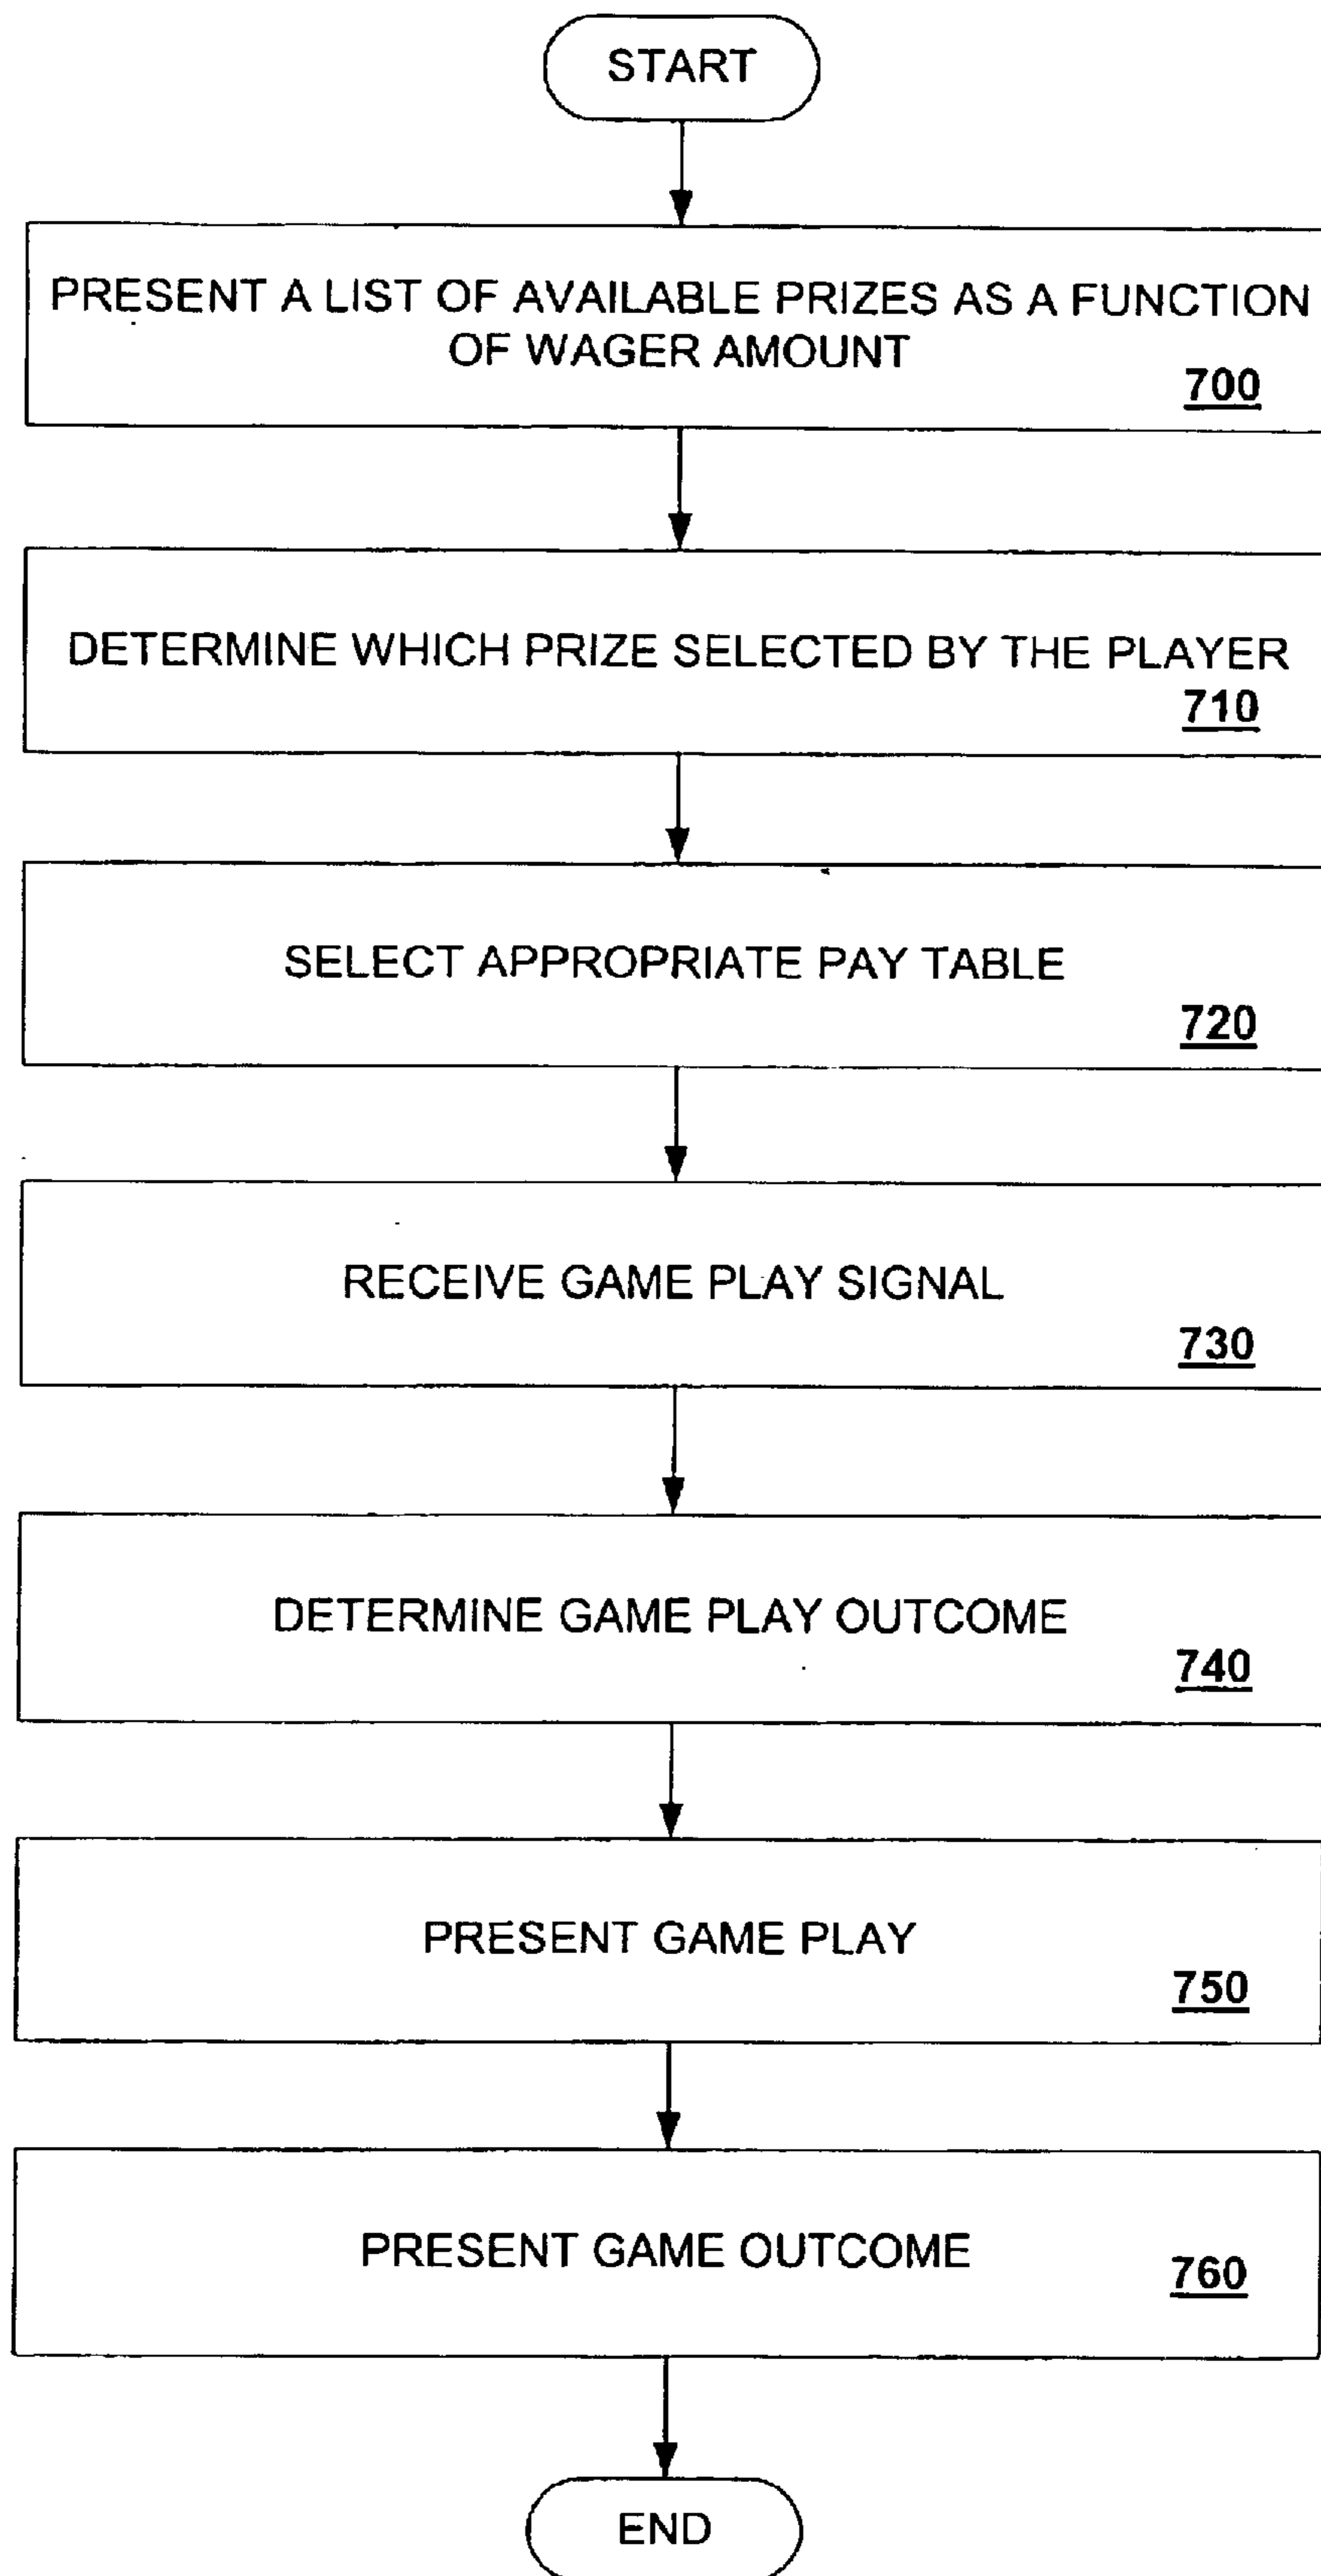 START
PRESENT A LIST OF AVAILABLE PRIZES AS A FUNCTION
OF WAGER AMOUNT
700
DETERMINE WHICH PRIZE SELECTED BY THE PLAYER
710
SELECT APPROPRIATE PAY TABLE
720
RECEIVE GAME PLAY SIGNAL
730
DETERMINE GAME PLAY OUTCOME
740
PRESENT GAME PLAY
750
PRESENT GAME OUTCOME
760
END